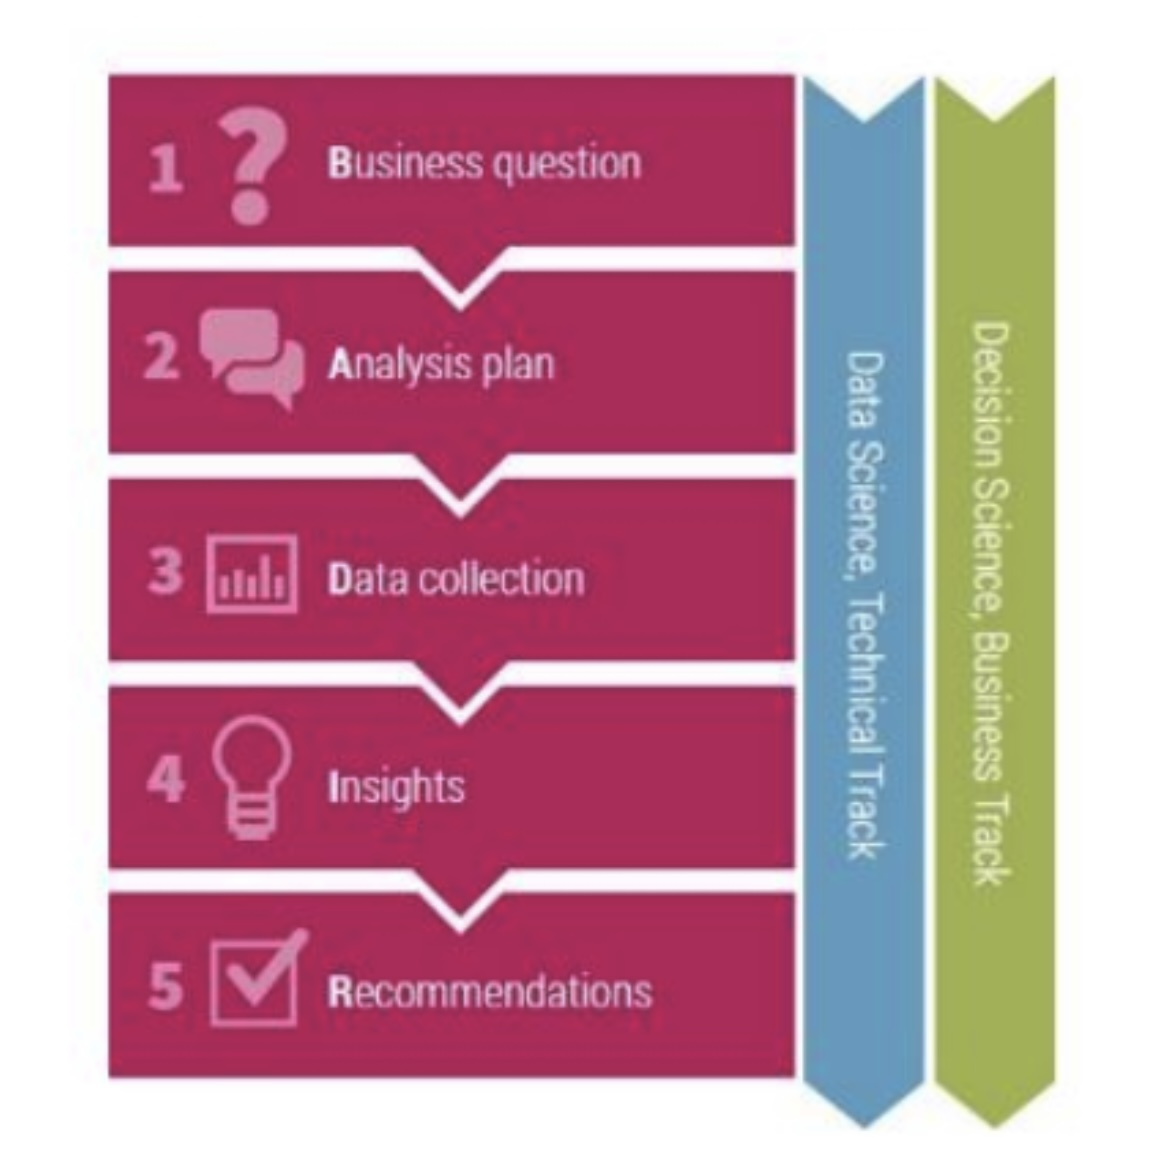 1 Business question
2 Analysis plan
3 Data collection
4 Insights
5 Recommendations
Data Science, Technical Track
Decision Science, Business Track